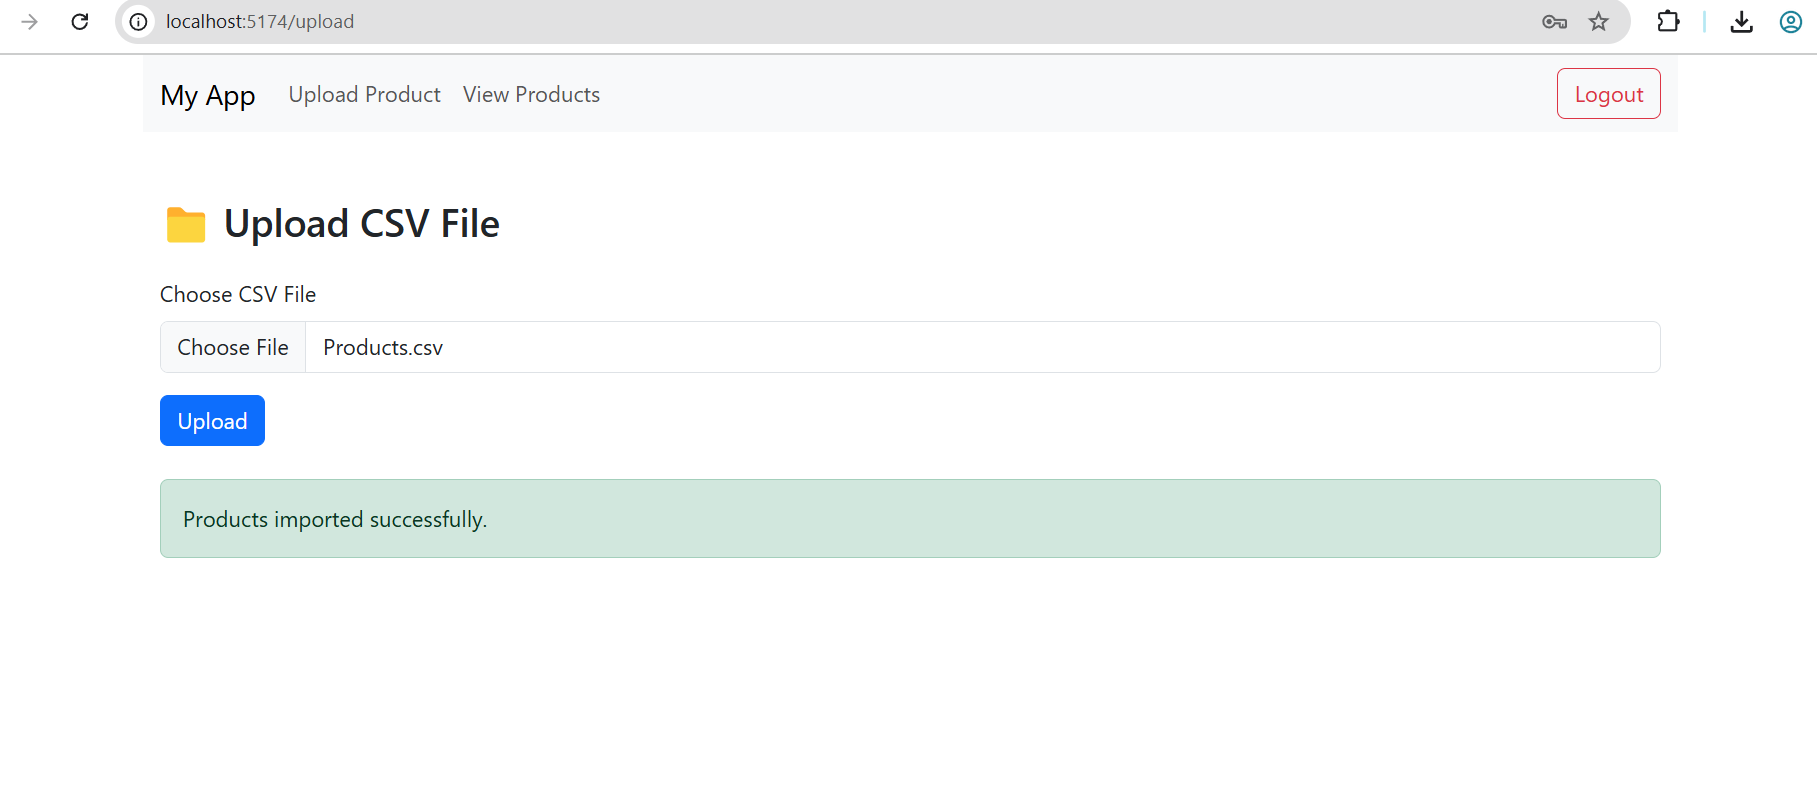 localhost:5174/upload
My App Upload Product View Products Logout
Upload CSV File
Choose CSV File
Choose File Products.csv
Upload
Products imported successfully.